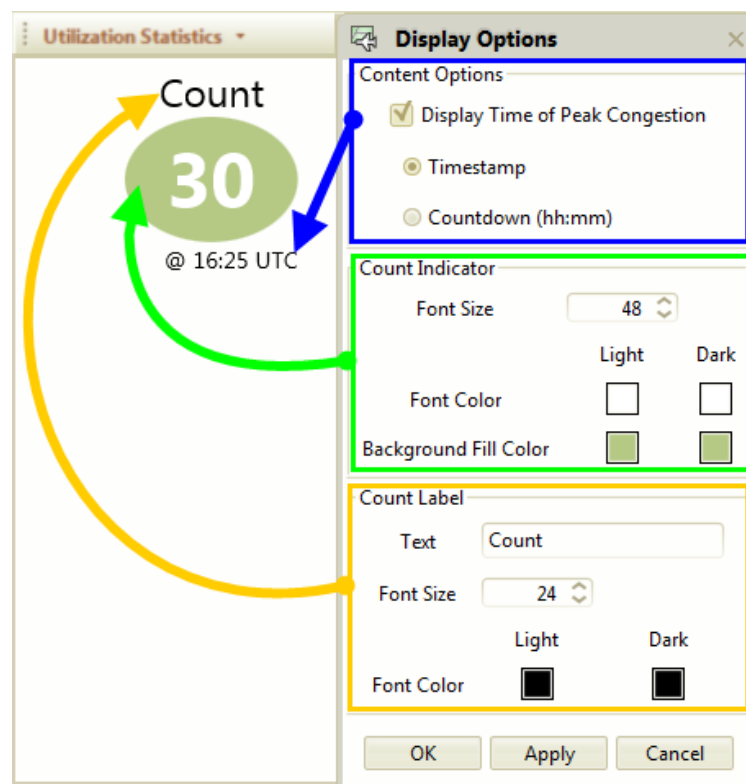 Utilization Statistics
Count
30
@ 16:25 UTC
Display Options
Content Options
Display Time of Peak Congestion
Timestamp
Countdown (hh:mm)
Count Indicator
Font Size 48
Light Dark
Font Color
Background Fill Color
Count Label
Text Count
Font Size 24
Light Dark
Font Color
OK Apply Cancel